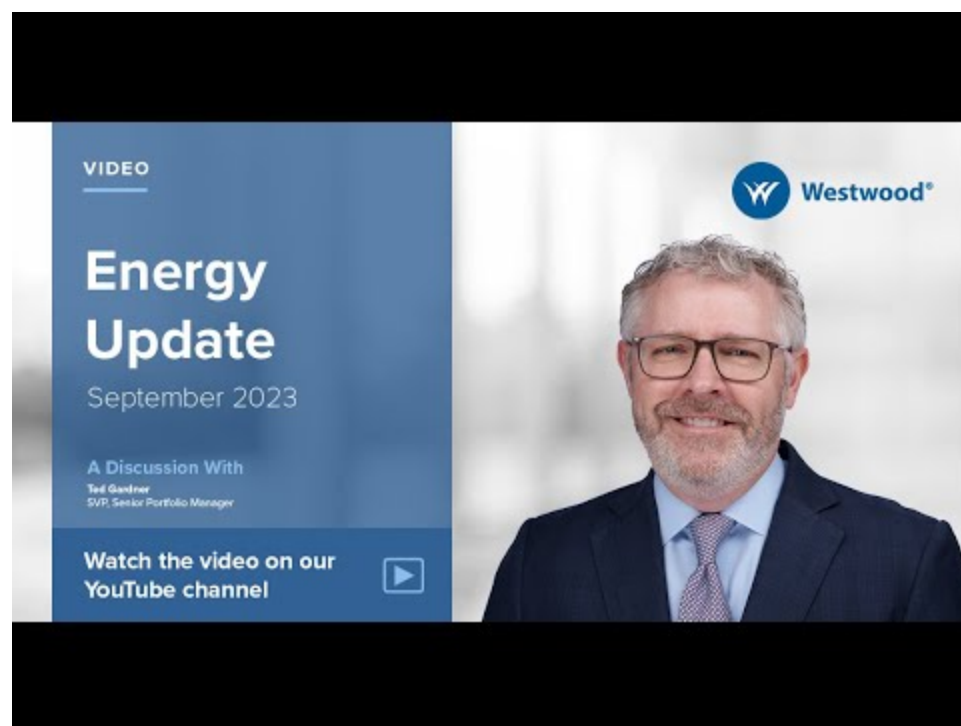 VIDEO
Energy
Update
September 2023
A Discussion With
Ted Gardner
SVP, Senior Portfolio Manager
Watch the video on our
YouTube channel
Westwood®